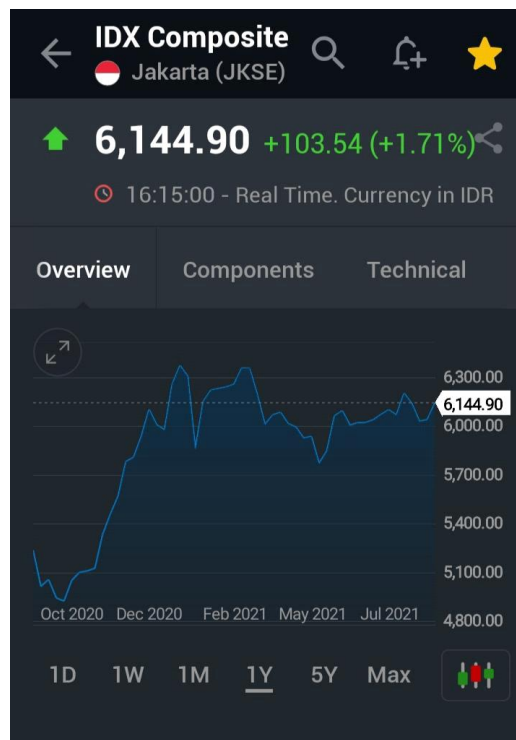 IDX Composite
Jakarta (JKSE)
6,144.90 +103.54 (+1.71%)
16:15:00 - Real Time. Currency in IDR
Overview Components Technical
6,300.00
6,144.90
6,000.00
5,700.00
5,400.00
5,100.00
4,800.00
Oct 2020 Dec 2020 Feb 2021 May 2021 Jul 2021
1D 1W 1M 1Y 5Y Max